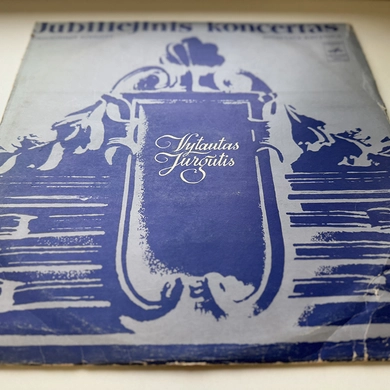 Jubiliejinis koncertas
Vytautas
Jurgutis